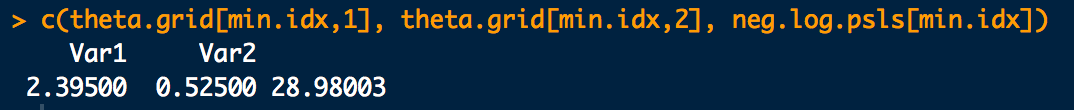 > c(theta.grid[min.idx,1], theta.grid[min.idx,2], neg.log.psls[min.idx])
Var1 Var2
2.39500 0.52500 28.98003